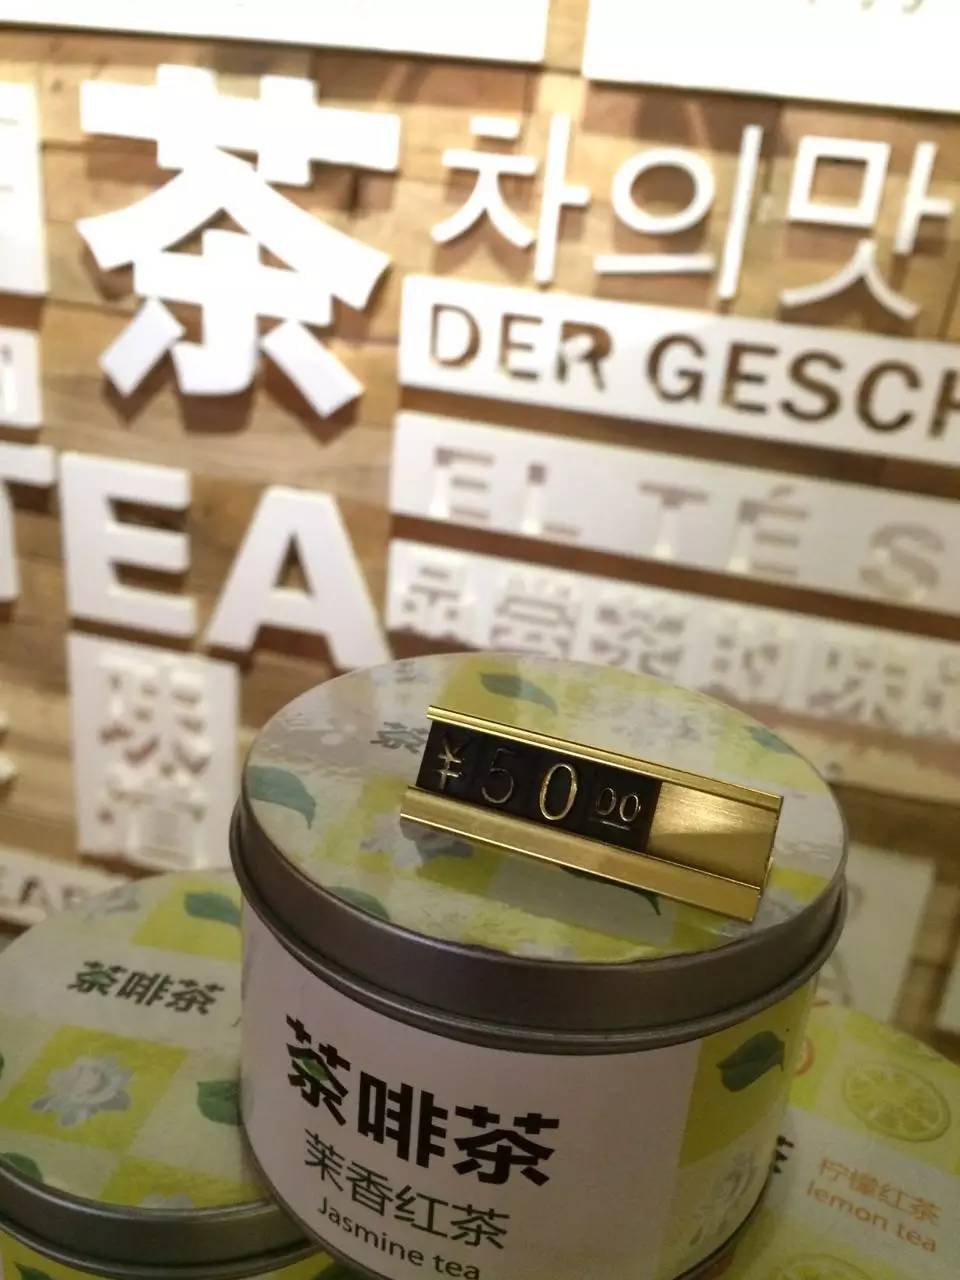 茶
차의맛
DER GESCH
EL TÉ S
TEA
¥50.00
茶啡茶
茶啡茶
茉香红茶
Jasmine tea
柠檬红茶
lemon tea